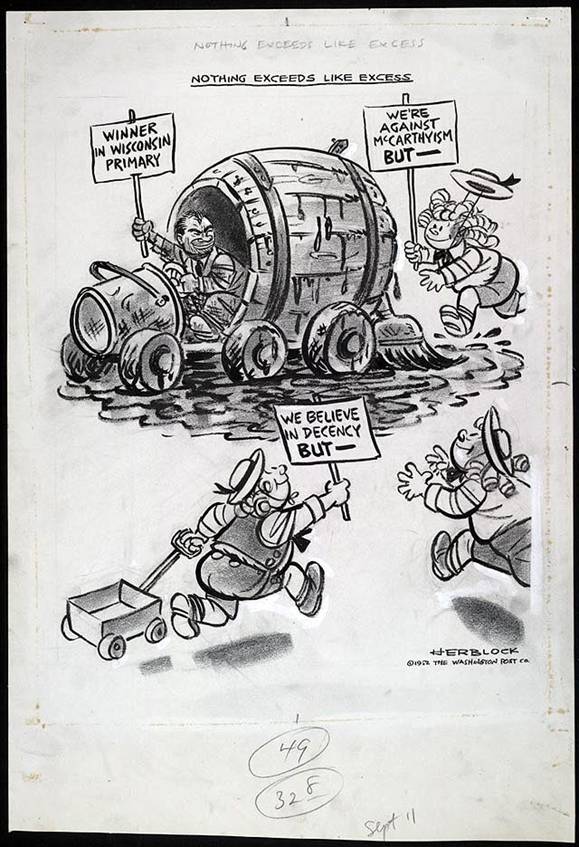 NOTHING EXCEEDS LIKE EXCESS
NOTHING EXCEEDS LIKE EXCESS
WINNER
IN WISCONSIN
PRIMARY
WE'RE
AGAINST
McCARTHYISM
BUT—
WE BELIEVE
IN DECENCY
BUT—
HERBLOCK
©1952 THE WASHINGTON POST CO.
49
328
Sept 11